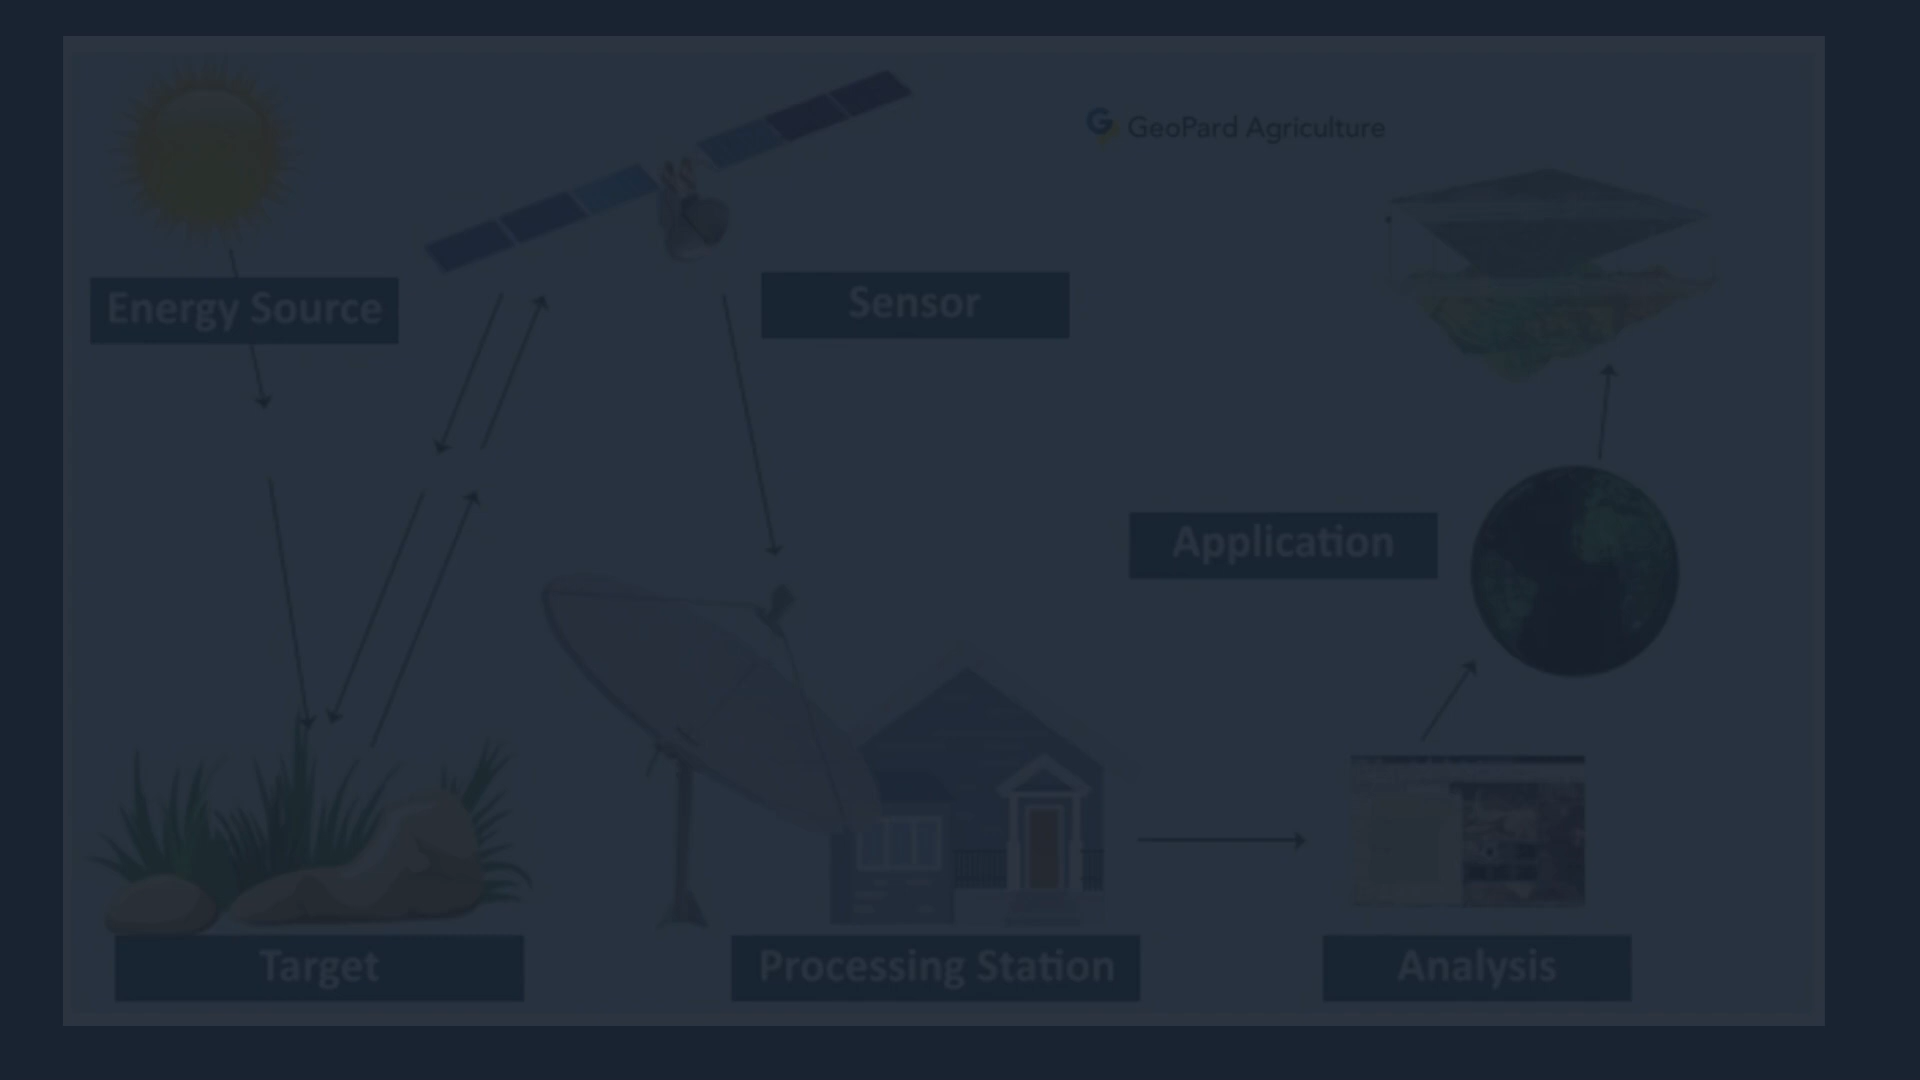 GeoPard Agriculture
Energy Source
Sensor
Application
Target
Processing Station
Analysis